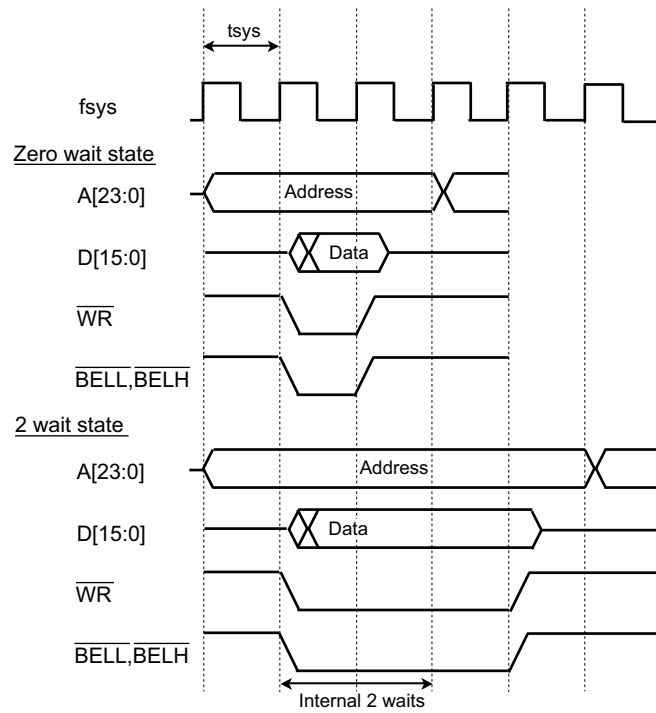 tsys
fsys
Zero wait state
A[23:0]
Address
D[15:0]
Data
WR
BELL,BELH
2 wait state
A[23:0]
Address
D[15:0]
Data
WR
BELL,BELH
Internal 2 waits